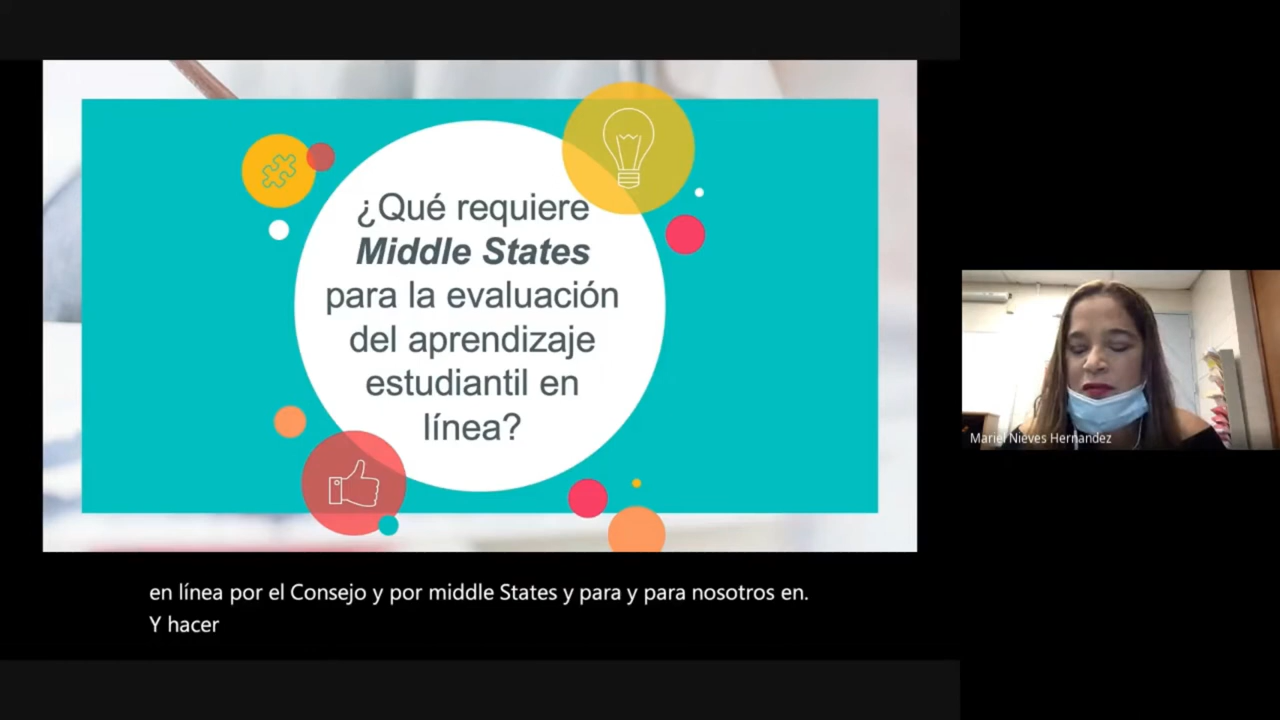 ¿Qué requiere
Middle States
para la evaluación
del aprendizaje
estudiantil en
línea?
Mariel Nieves Hernandez
en línea por el Consejo y por middle States y para y para nosotros en.
Y hacer